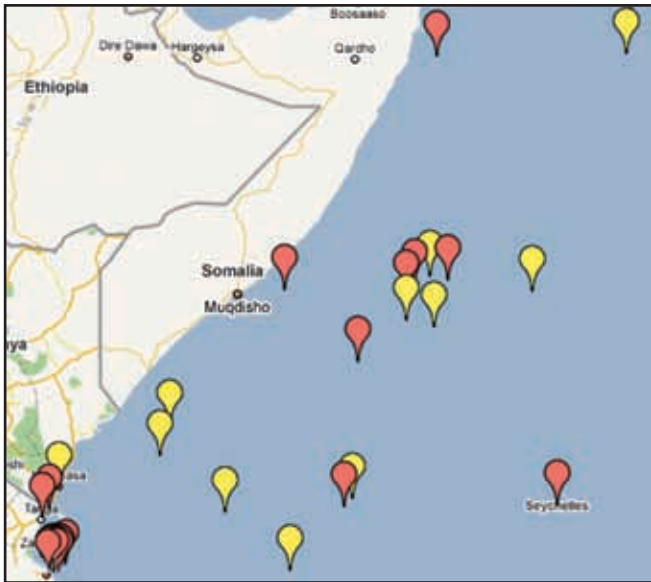 Boosaaso
Dire Dawa
Hargeysa
Qardho
Ethiopia
Somalia
Muqdisho
Seychelles